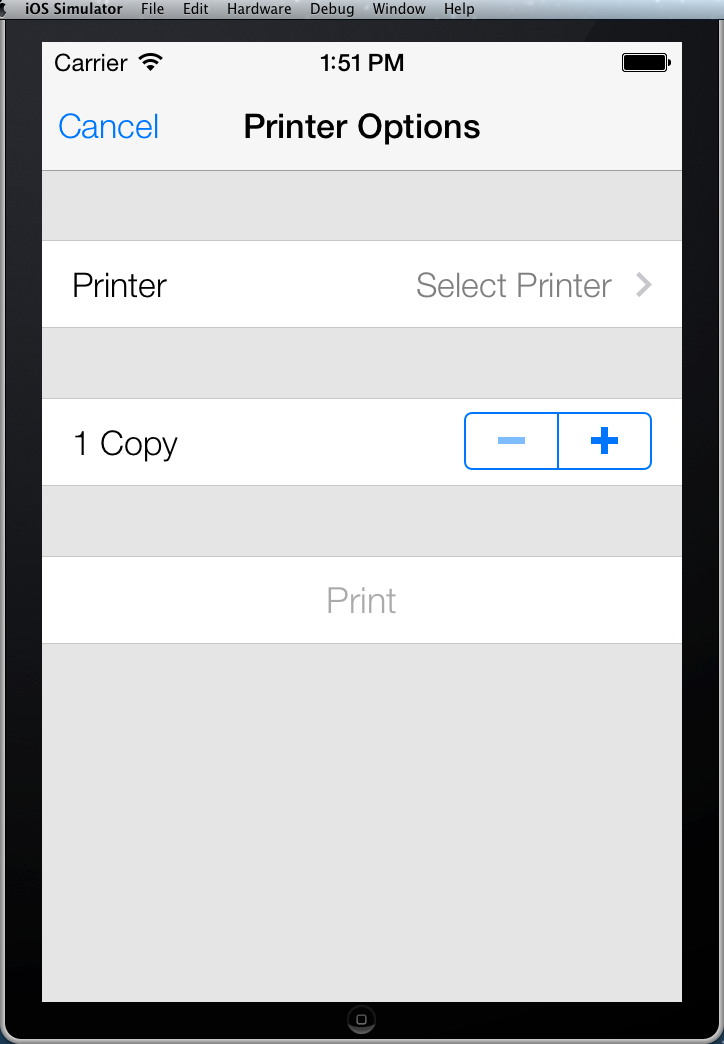 iOS Simulator File Edit Hardware Debug Window Help
Carrier 1:51 PM
Cancel Printer Options
Printer Select Printer
1 Copy
Print